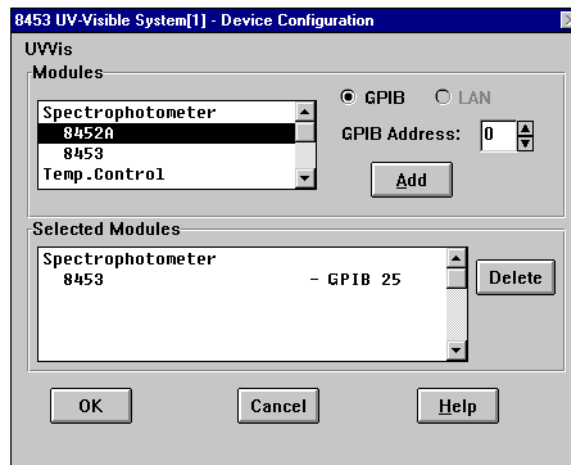 8453 UV-Visible System[1] - Device Configuration
UVVis
Modules
GPIB LAN
Spectrophotometer
8452A
8453
Temp.Control
GPIB Address: 0
Add
Selected Modules
Spectrophotometer
8453 - GPIB 25
Delete
OK Cancel Help